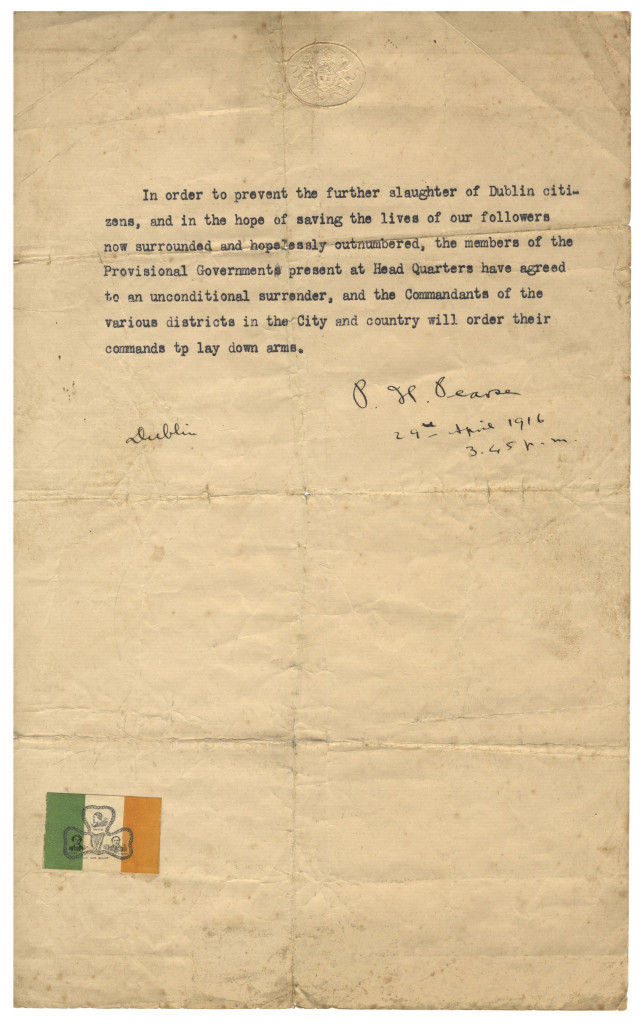 In order to prevent the further slaughter of Dublin citi-
zens, and in the hope of saving the lives of our followers
now surrounded and hopelessly outnumbered, the members of the
Provisional Government present at Head Quarters have agreed
to an unconditional surrender, and the Commandants of the
various districts in the City and country will order their
commands tp lay down arms.
P. H. Pearse
Dublin
29th April 1916
3.45 p.m.